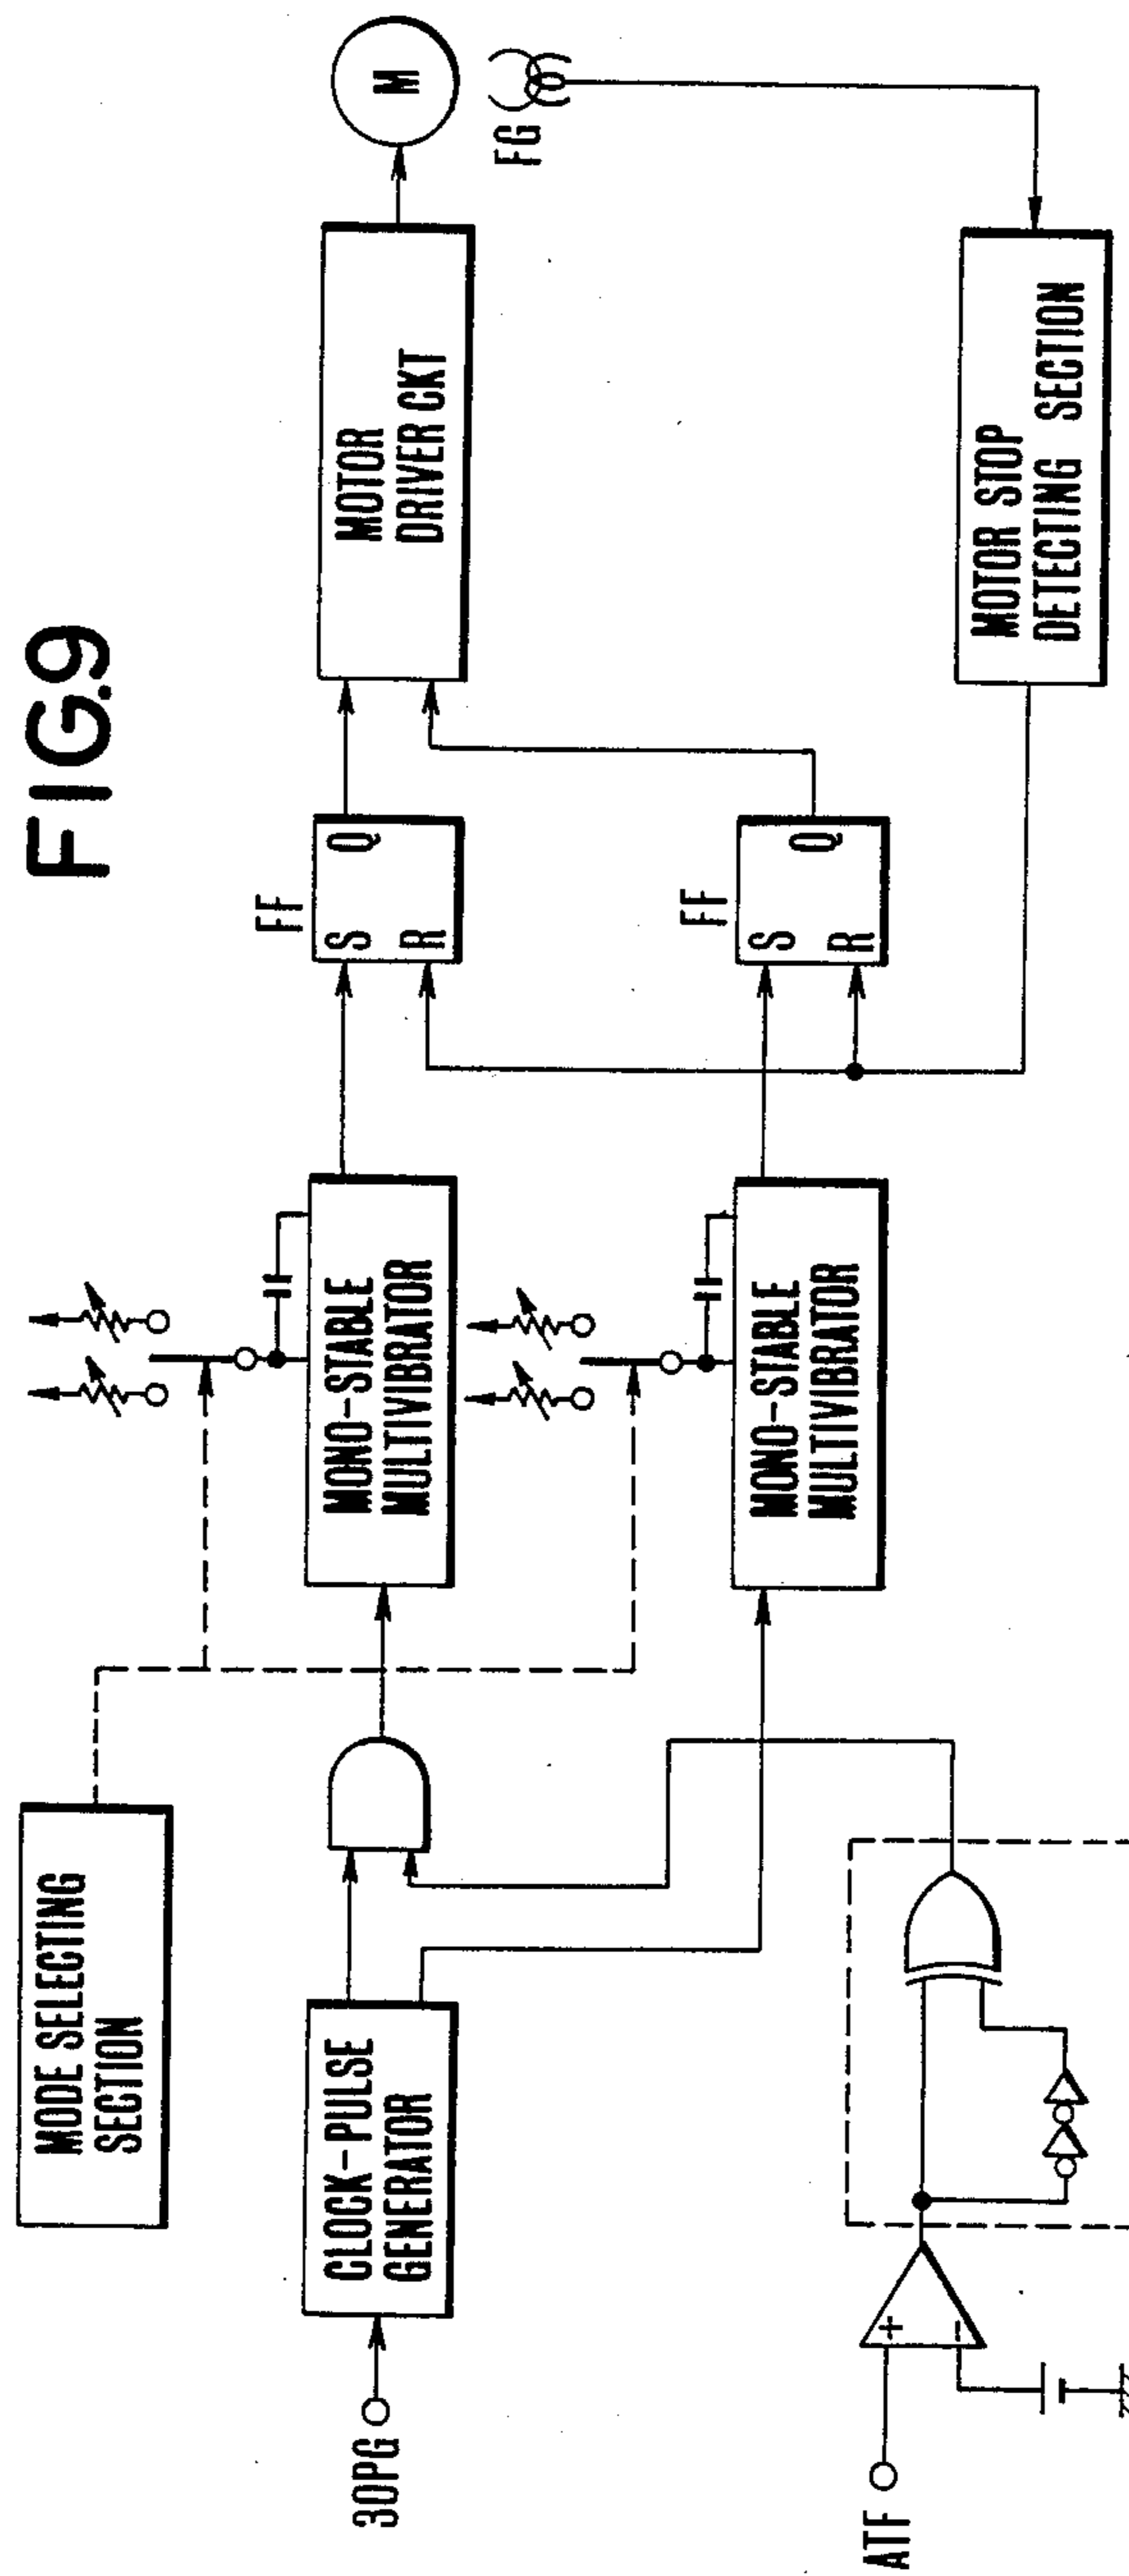 FIG.9
MODE SELECTING
SECTION
30PG
CLOCK-PULSE
GENERATOR
MONO-STABLE
MULTIVIBRATOR
FF
S Q
R
MOTOR
DRIVER CKT
M
FG
MONO-STABLE
MULTIVIBRATOR
FF
S Q
R
MOTOR STOP
DETECTING SECTION
ATF
+
−